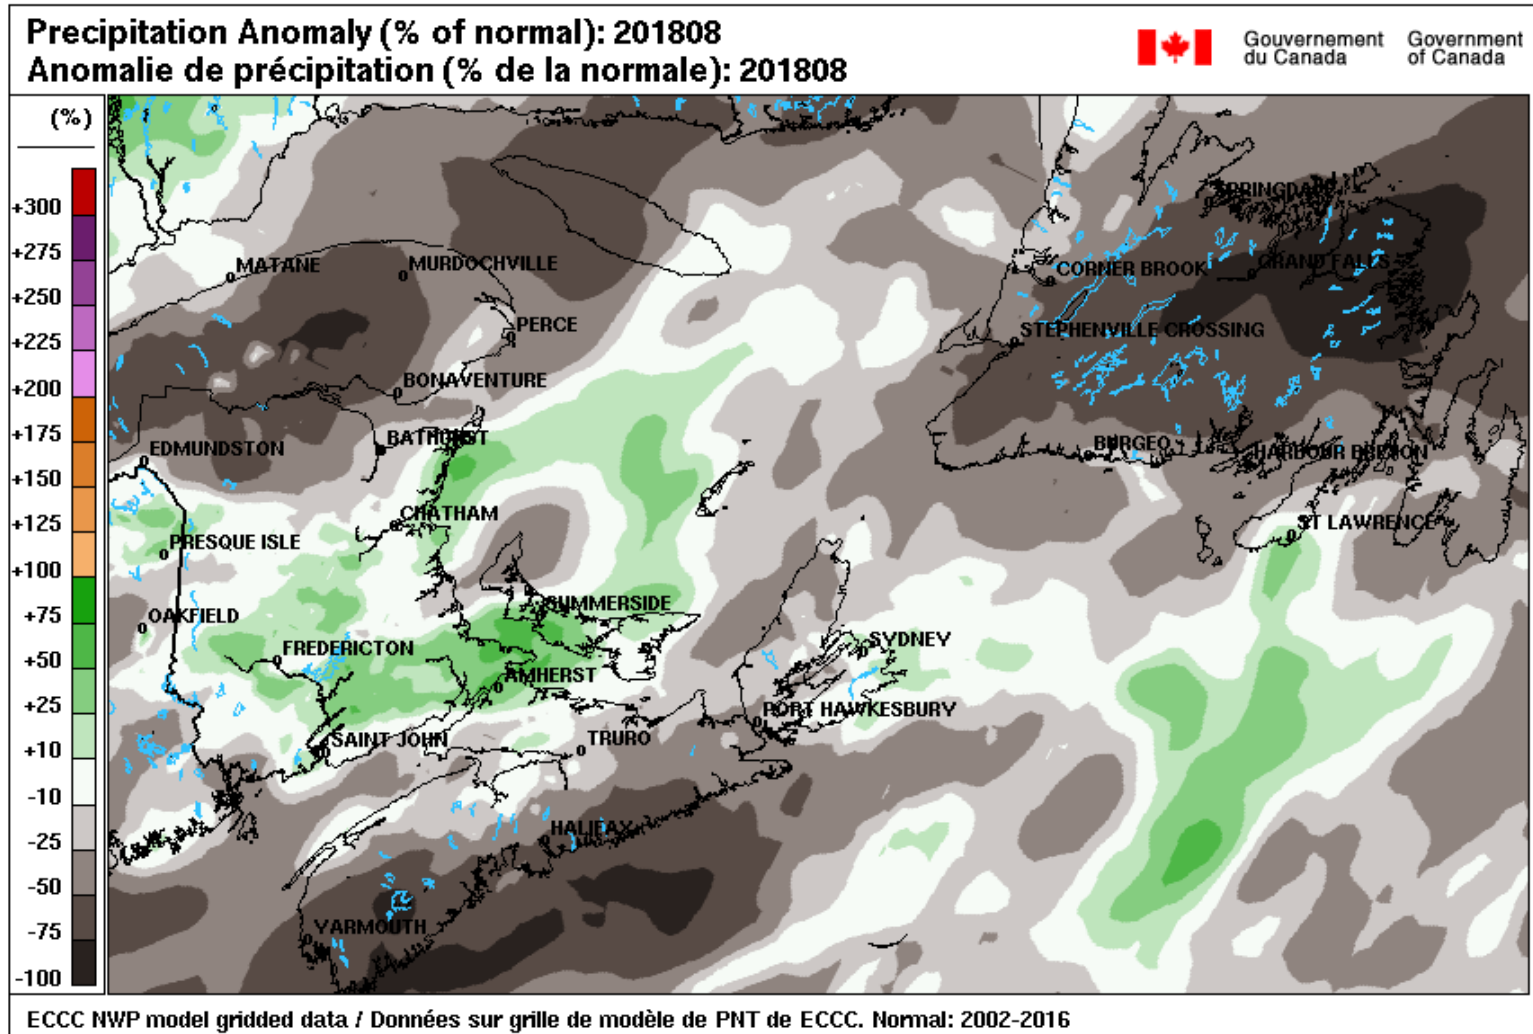 Precipitation Anomaly (% of normal): 201808
Anomalie de précipitation (% de la normale): 201808
Gouvernement du Canada
Government of Canada
(%)
+300
+275
+250
+225
+200
+175
+150
+125
+100
+75
+50
+25
+10
-10
-25
-50
-75
-100
SPRINGDALE
MATANE
MURDOCHVILLE
CORNER BROOK
GRAND FALLS
PERCE
STEPHENVILLE CROSSING
BONAVENTURE
EDMUNDSTON
BATHURST
BURGEO
HARBOUR BRETON
CHATHAM
ST LAWRENCE
PRESQUE ISLE
OAKFIELD
SUMMERSIDE
FREDERICTON
SYDNEY
AMHERST
PORT HAWKESBURY
SAINT JOHN
TRURO
HALIFAX
YARMOUTH
ECCC NWP model gridded data / Données sur grille de modèle de PNT de ECCC. Normal: 2002-2016